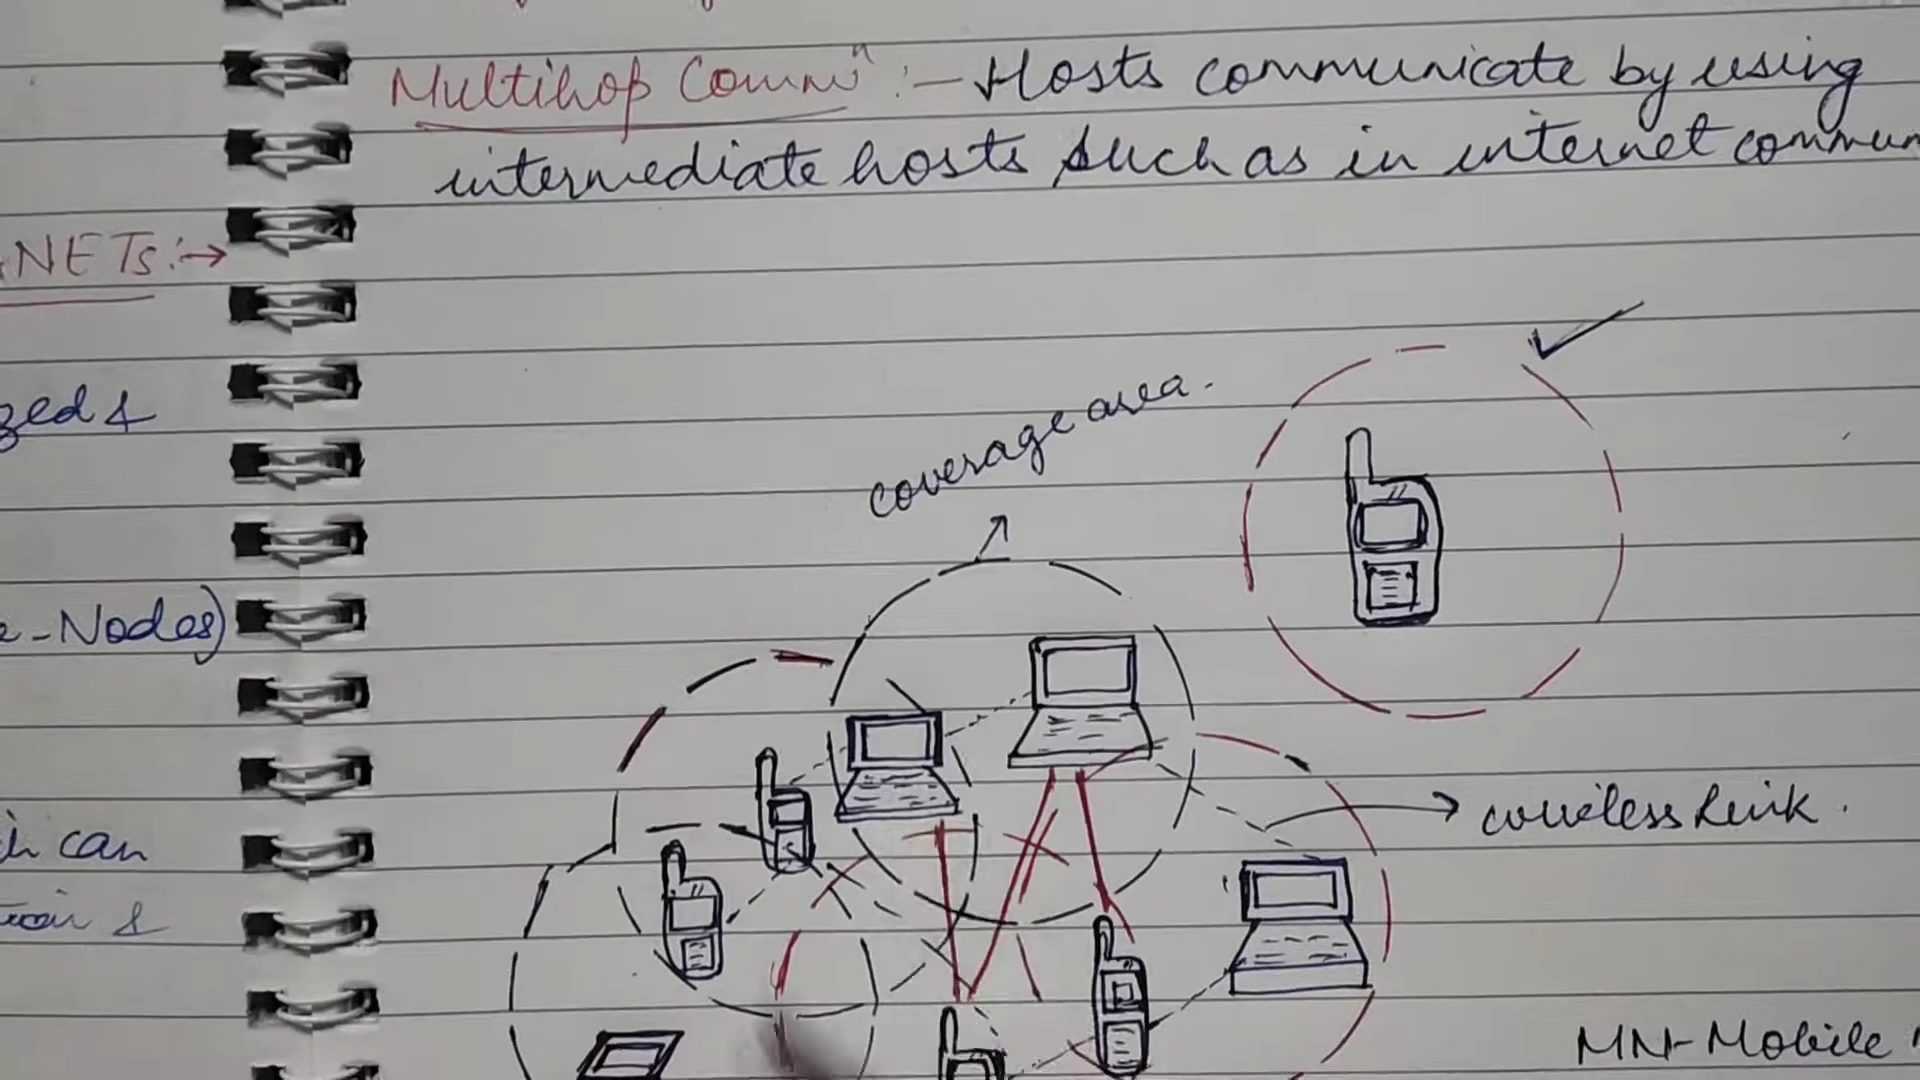 Multihop Commⁿ :- Hosts communicate by using
intermediate hosts such as in internet commun
NETs :→
zed &
coverage area.
e-Nodes)
wireless Link.
ch can
&
MN-Mobile